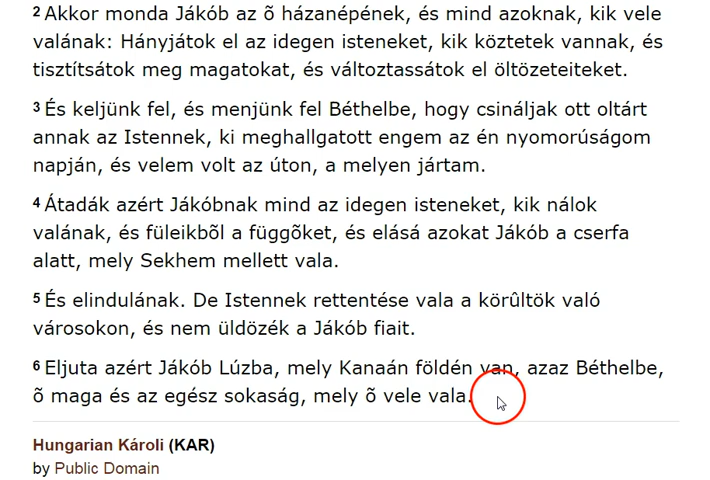 2 Akkor monda Jákób az õ házanépének, és mind azoknak, kik vele
valának: Hányjátok el az idegen isteneket, kik köztetek vannak, és
tisztítsátok meg magatokat, és változtassátok el öltözeteiteket.
3 És keljünk fel, és menjünk fel Béthelbe, hogy csináljak ott oltárt
annak az Istennek, ki meghallgatott engem az én nyomorúságom
napján, és velem volt az úton, a melyen jártam.
4 Átadák azért Jákóbnak mind az idegen isteneket, kik nálok
valának, és füleikbõl a függõket, és elásá azokat Jákób a cserfa
alatt, mely Sekhem mellett vala.
5 És elindulának. De Istennek rettentése vala a körûltök való
városokon, és nem üldözék a Jákób fiait.
6 Eljuta azért Jákób Lúzba, mely Kanaán földén van, azaz Béthelbe,
õ maga és az egész sokaság, mely õ vele vala.
Hungarian Károli (KAR)
by Public Domain